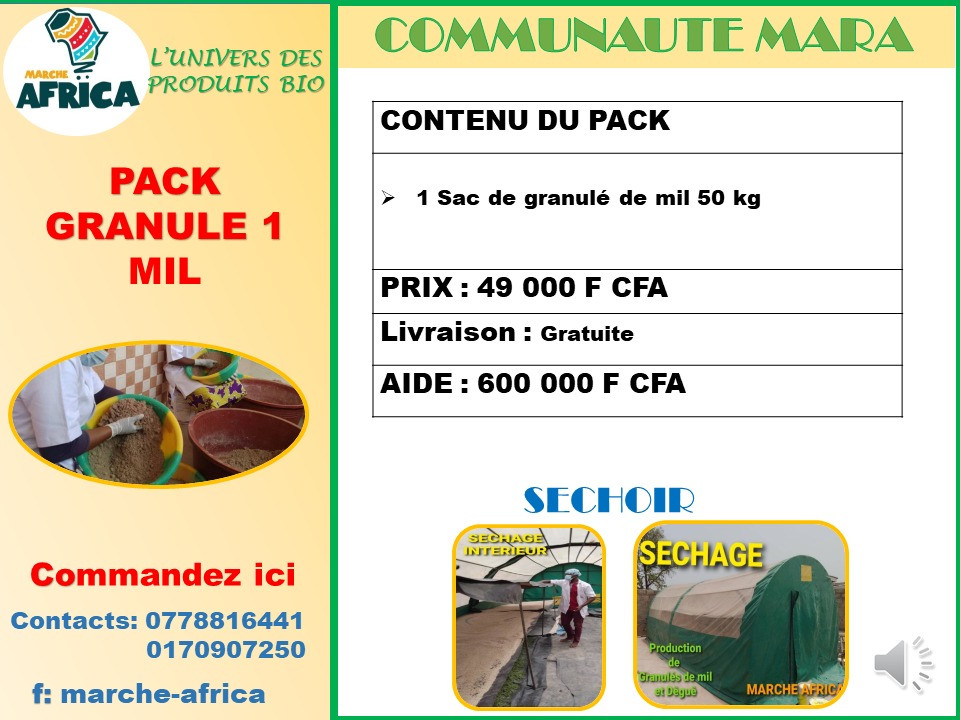 MARCHE
AFRICA
L'UNIVERS DES
PRODUITS BIO
PACK
GRANULE 1
MIL
Commandez ici
Contacts: 0778816441
0170907250
f: marche-africa
COMMUNAUTE MARA
CONTENU DU PACK
1 Sac de granulé de mil 50 kg
PRIX : 49 000 F CFA
Livraison : Gratuite
AIDE : 600 000 F CFA
SECHOIR
SECHAGE
INTERIEUR
SECHAGE
Production
de
Granulés de mil
et Dégué
MARCHE AFRICA